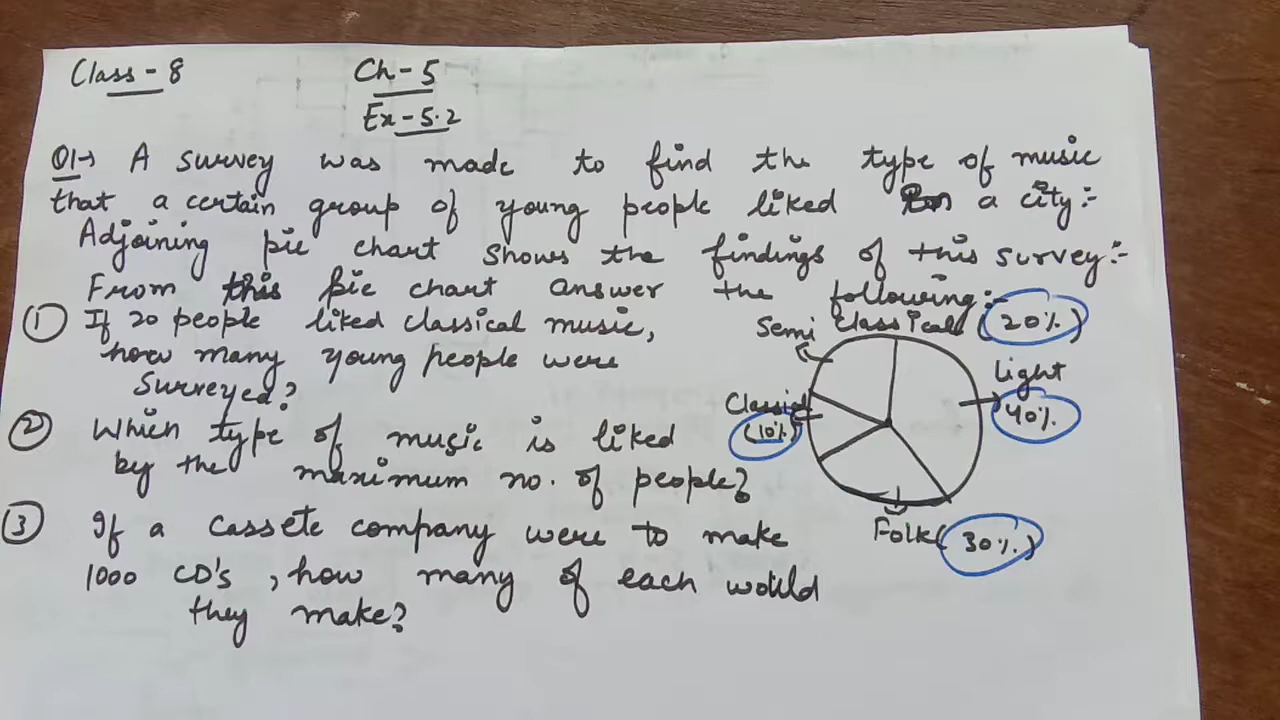 Class - 8
Ch - 5
Ex - 5.2
Q1→ A survey was made to find the type of music
that a certain group of young people liked in a city:-
Adjoining pie chart shows the findings of this survey:-
From this pie chart answer the following:-
① If 20 people liked classical music,
how many young people were
surveyed?
② Which type of music is liked
by the maximum no. of people?
③ If a cassete company were to make
1000 CD's, how many of each would
they make?
Semi Classical (20%)
Light
40%
Classical
(10%)
Folk (30%)